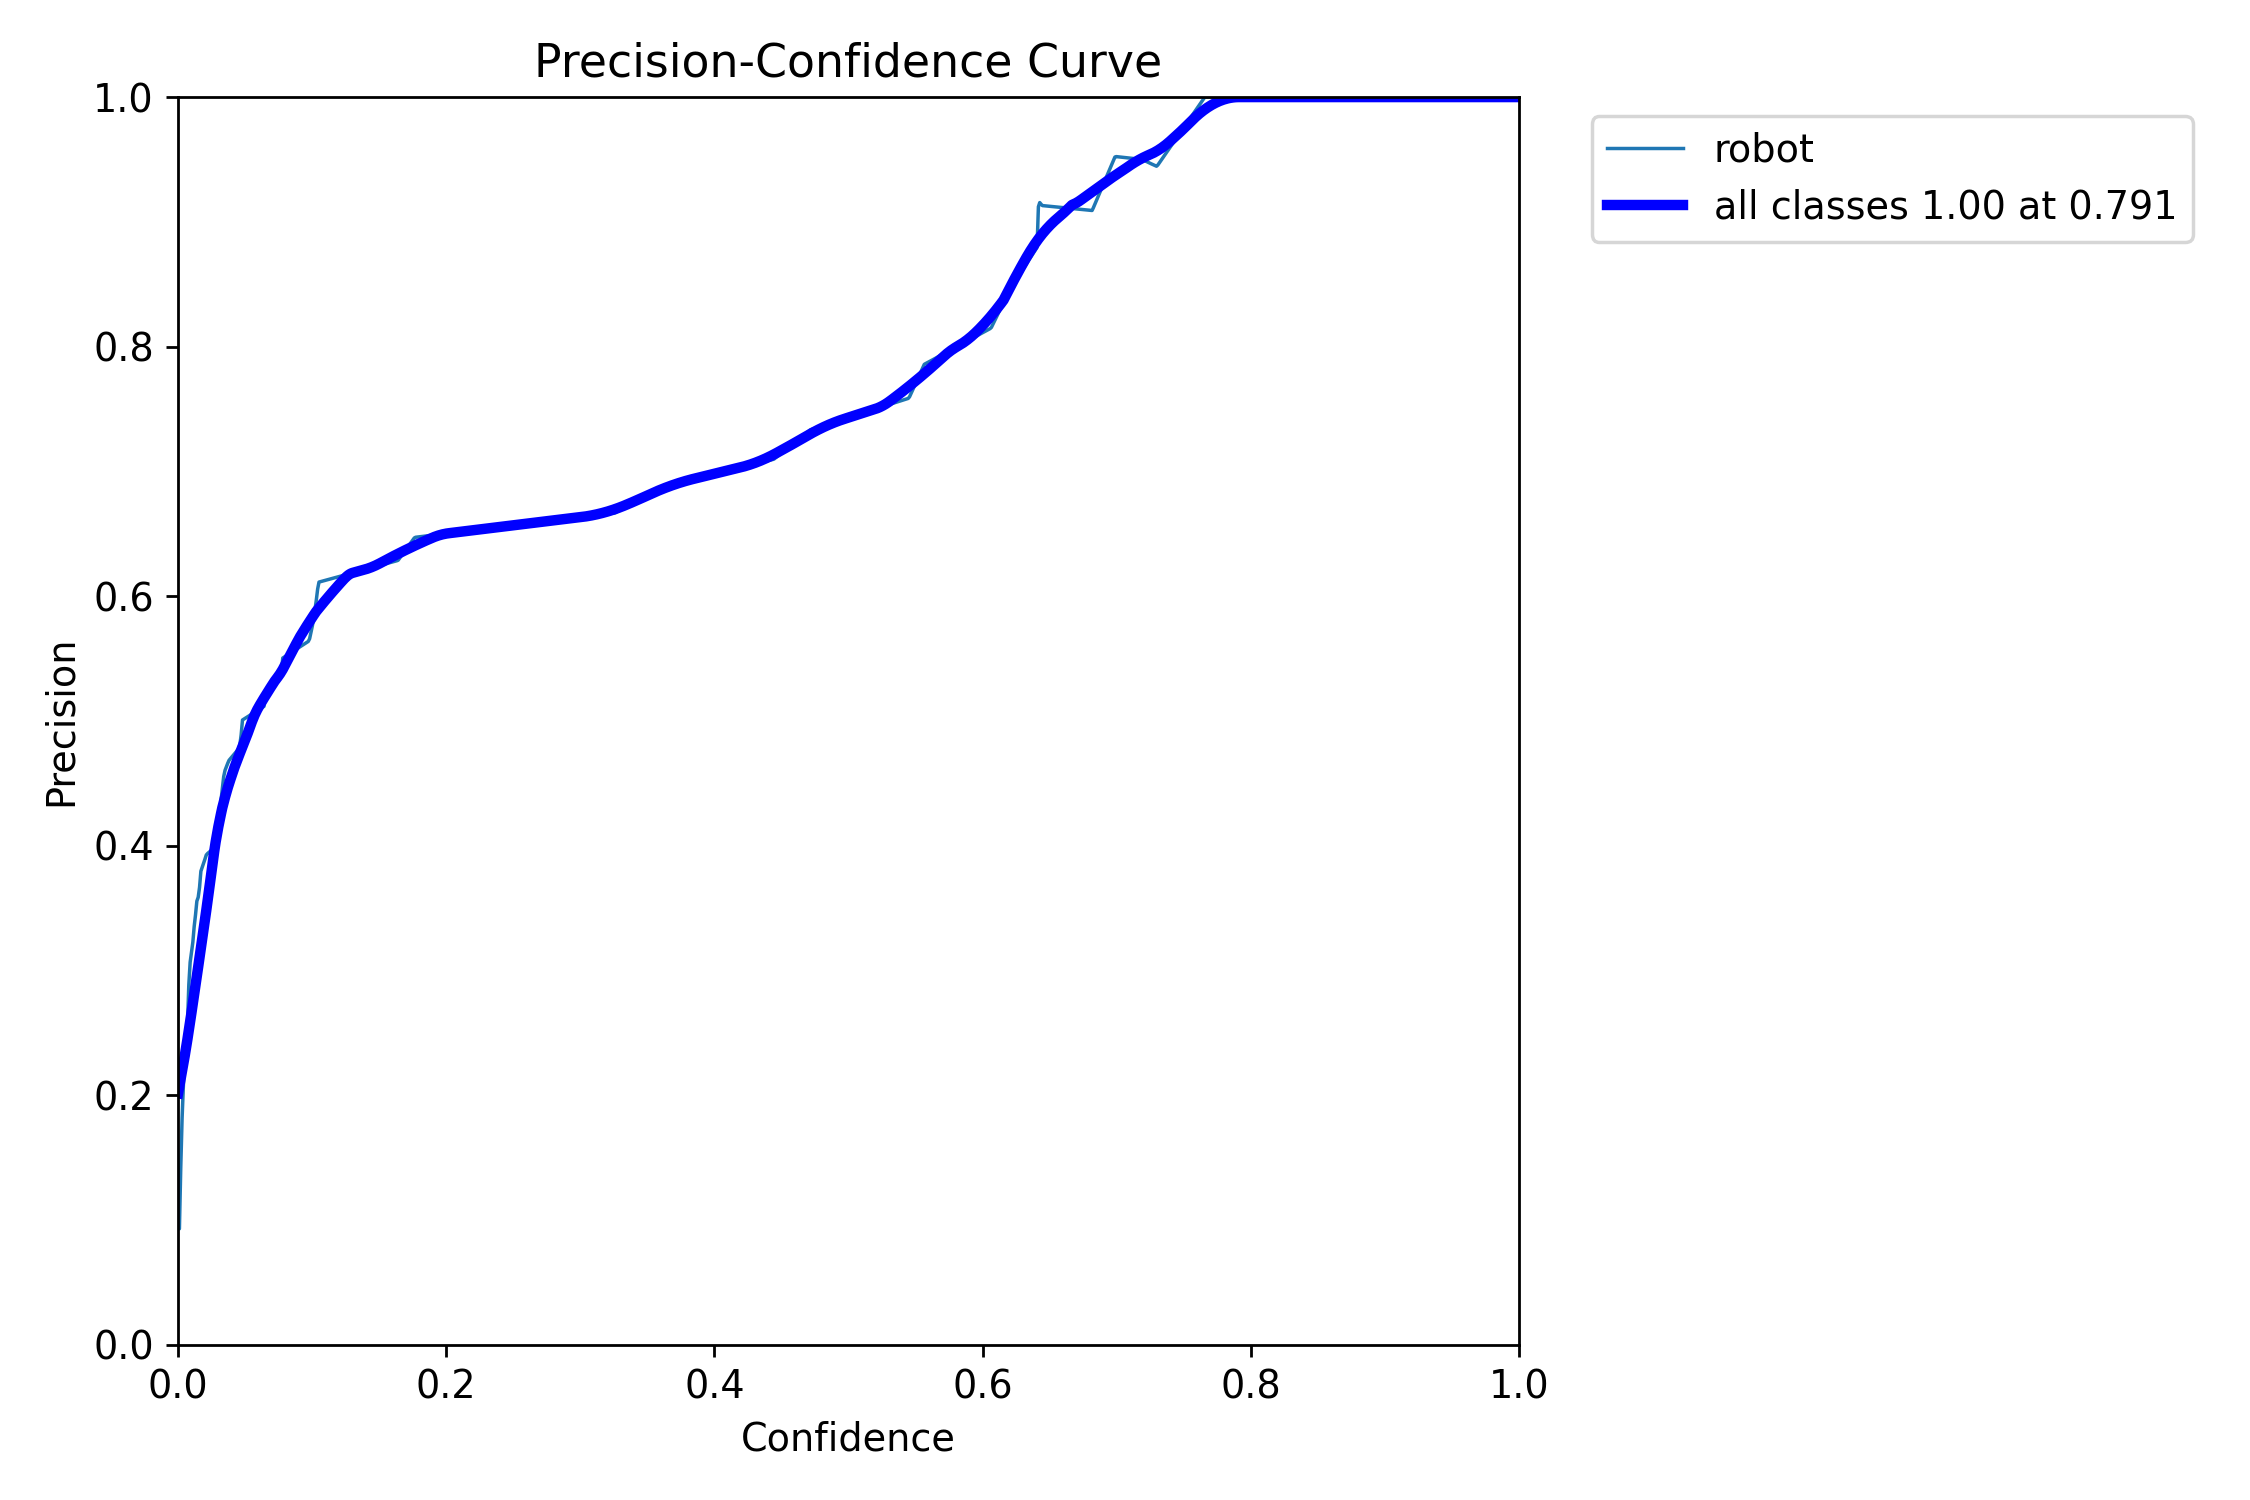 Precision-Confidence Curve
robot
all classes 1.00 at 0.791
Precision
1.0
0.8
0.6
0.4
0.2
0.0
0.0 0.2 0.4 0.6 0.8 1.0
Confidence